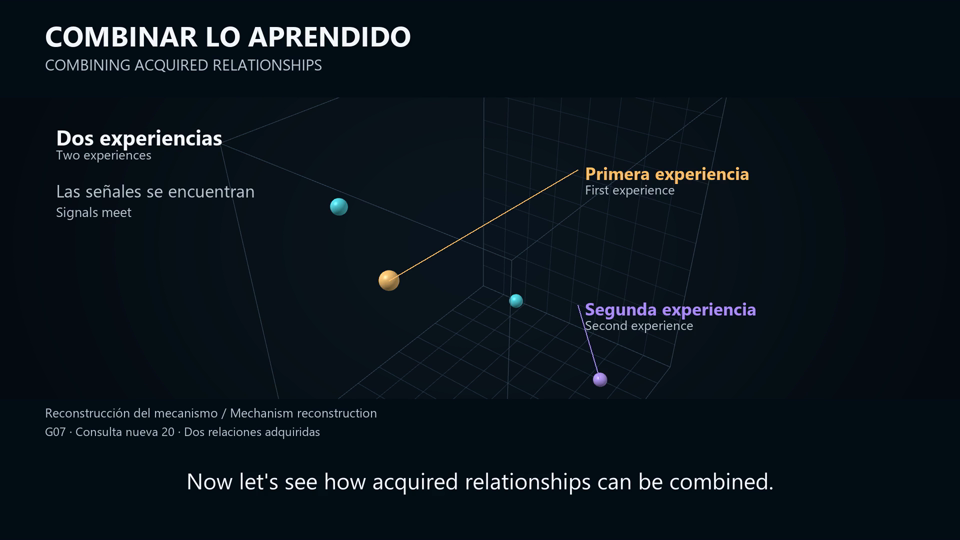 COMBINAR LO APRENDIDO
COMBINING ACQUIRED RELATIONSHIPS
Dos experiencias
Two experiences
Las señales se encuentran
Signals meet
Primera experiencia
First experience
Segunda experiencia
Second experience
Reconstrucción del mecanismo / Mechanism reconstruction
G07 · Consulta nueva 20 · Dos relaciones adquiridas
Now let's see how acquired relationships can be combined.